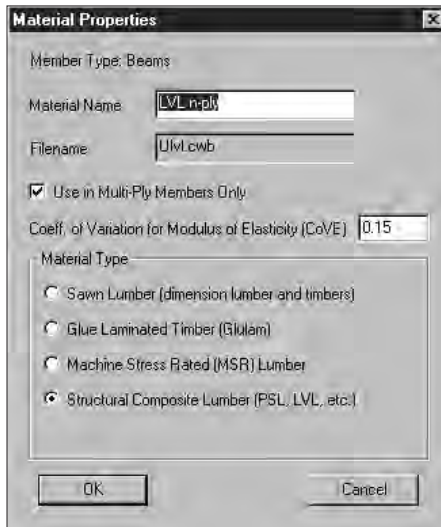 Material Properties
Member Type: Beams
Material Name LVL n-ply
Filename Ulvl.cwb
Use in Multi-Ply Members Only
Coeff. of Variation for Modulus of Elasticity (CoVE) 0.15
Material Type
Sawn Lumber (dimension lumber and timbers)
Glue Laminated Timber (Glulam)
Machine Stress Rated (MSR) Lumber
Structural Composite Lumber (PSL, LVL, etc.)
OK Cancel